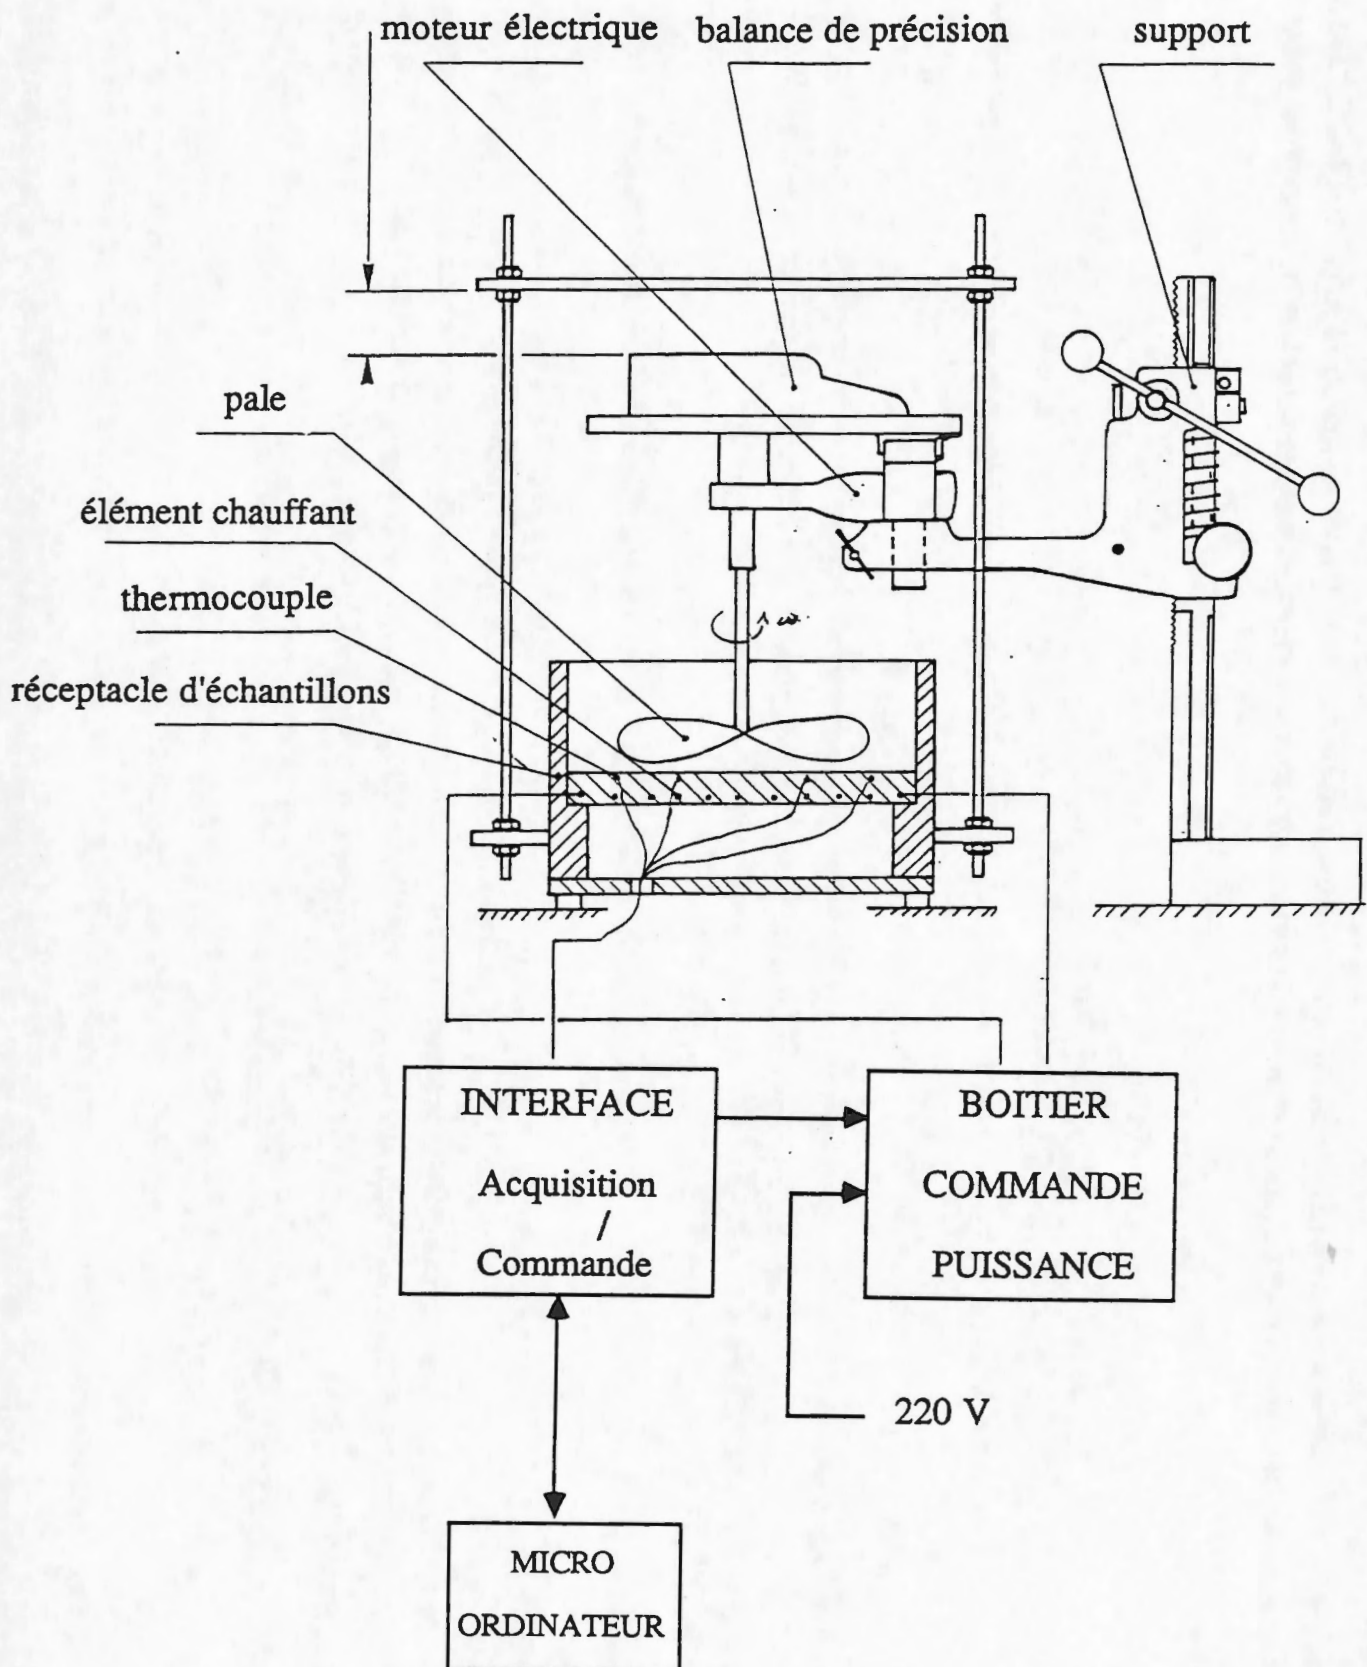 moteur électrique
balance de précision
support
pale
élément chauffant
thermocouple
réceptacle d'échantillons
ω
INTERFACE
Acquisition
/
Commande
BOITIER
COMMANDE
PUISSANCE
220 V
MICRO
ORDINATEUR